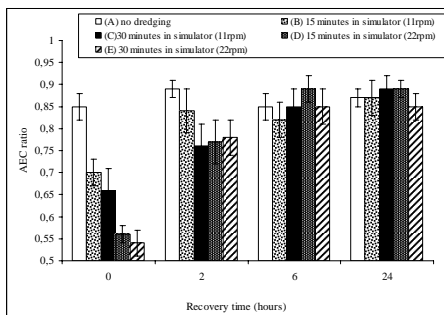 (A) no dredging (B) 15 minutes in simulator (11rpm)
(C)30 minutes in simulator (11rpm) (D) 15 minutes in simulator (22rpm)
(E) 30 minutes in simulator (22rpm)
1
0,95
0,9
0,85
0,8
0,75
0,7
0,65
0,6
0,55
0,5
AEC ratio
0 2 6 24
Recovery time (hours)